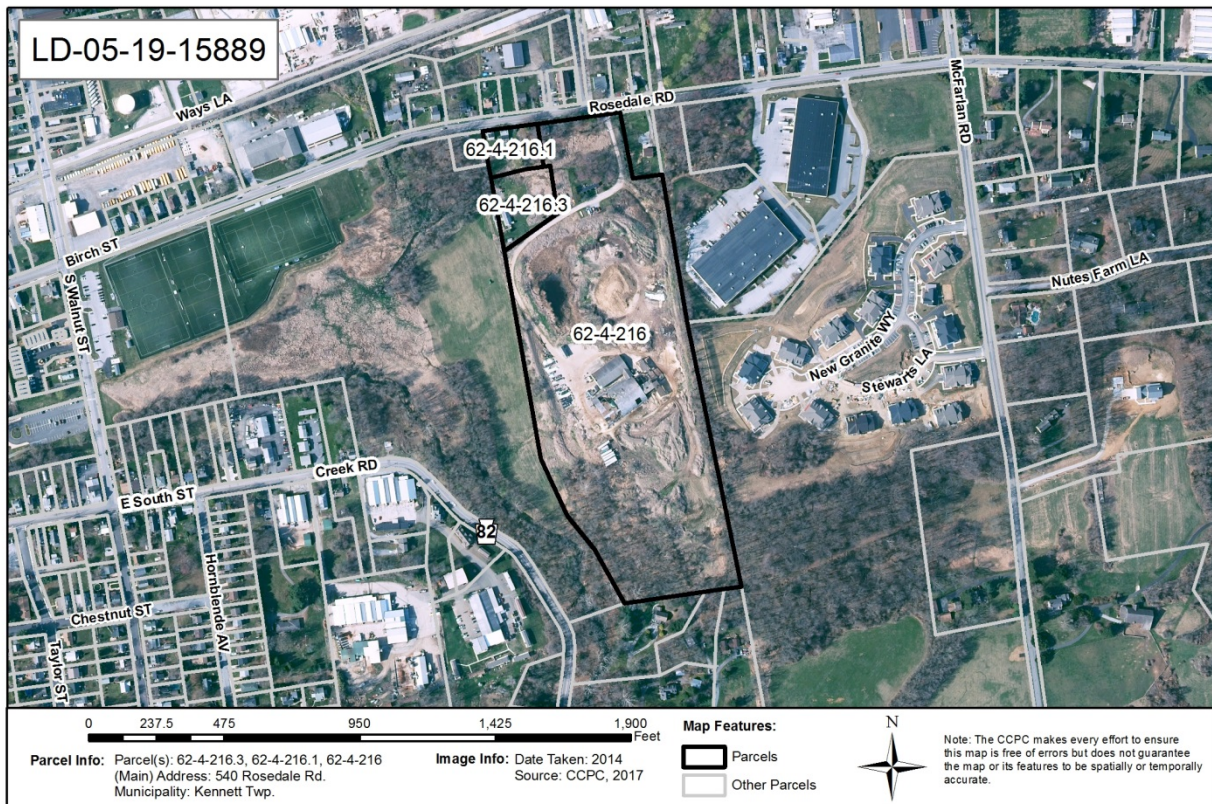 LD-05-19-15889
Ways LA
Rosedale RD
McFarlan RD
62-4-216.1
62-4-216.3
Birch ST
S Walnut ST
Nutes Farm LA
62-4-216
New Granite WY
Stewarts LA
Creek RD
E South ST
82
Hornblende AV
Chestnut ST
Taylor ST
0 237.5 475 950 1,425 1,900
Feet
Parcel Info: Parcel(s): 62-4-216.3, 62-4-216.1, 62-4-216
(Main) Address: 540 Rosedale Rd.
Municipality: Kennett Twp.
Image Info: Date Taken: 2014
Source: CCPC, 2017
Map Features:
Parcels
Other Parcels
N
Note: The CCPC makes every effort to ensure
this map is free of errors but does not guarantee
the map or its features to be spatially or temporally
accurate.